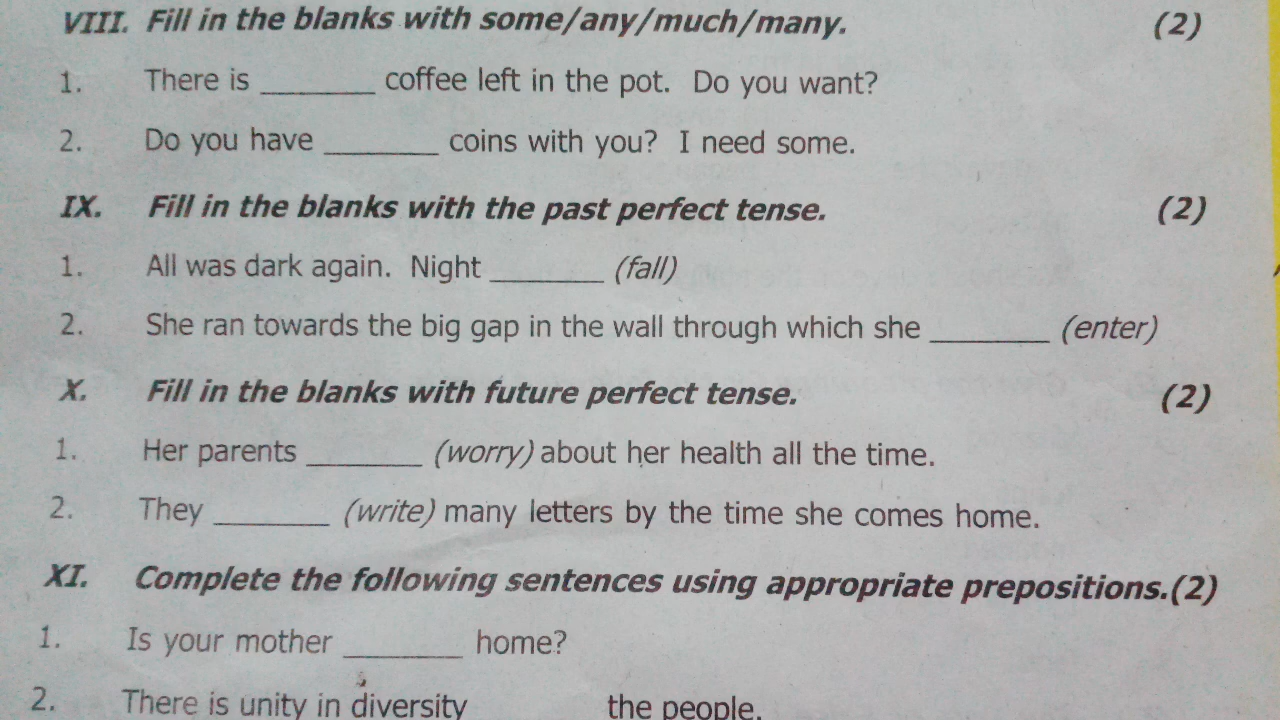 VIII. Fill in the blanks with some/any/much/many. (2)
1. There is _______ coffee left in the pot. Do you want?
2. Do you have _______ coins with you? I need some.
IX. Fill in the blanks with the past perfect tense. (2)
1. All was dark again. Night _______ (fall)
2. She ran towards the big gap in the wall through which she _______ (enter)
X. Fill in the blanks with future perfect tense. (2)
1. Her parents _______ (worry) about her health all the time.
2. They _______ (write) many letters by the time she comes home.
XI. Complete the following sentences using appropriate prepositions.(2)
1. Is your mother _______ home?
2. There is unity in diversity _______ the people.